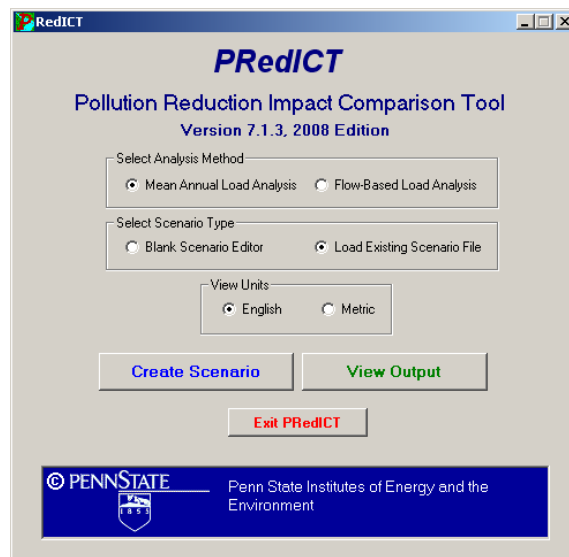 RedICT
PRedICT
Pollution Reduction Impact Comparison Tool
Version 7.1.3, 2008 Edition
Select Analysis Method
Mean Annual Load Analysis Flow-Based Load Analysis
Select Scenario Type
Blank Scenario Editor Load Existing Scenario File
View Units
English Metric
Create Scenario View Output
Exit PRedICT
© PENNSTATE
1855
Penn State Institutes of Energy and the
Environment